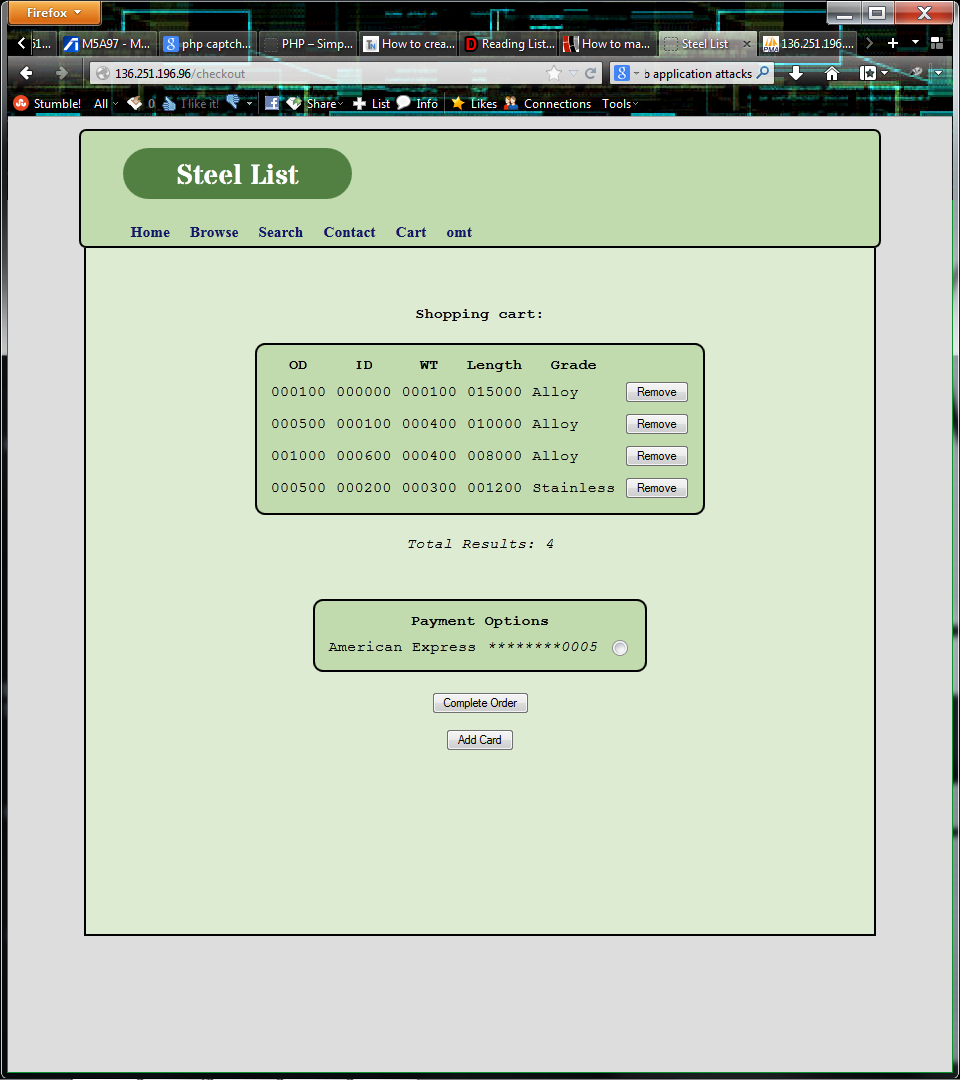 Firefox
51... M5A97 - M... php captch... PHP – Simp... How to crea... Reading List... How to ma... Steel List 136.251.196....
136.251.196.96/checkout b application attacks
Stumble! All 0 I like it! Share List Info Likes Connections Tools
Steel List
Home Browse Search Contact Cart omt
Shopping cart:
OD ID WT Length Grade
000100 000000 000100 015000 Alloy Remove
000500 000100 000400 010000 Alloy Remove
001000 000600 000400 008000 Alloy Remove
000500 000200 000300 001200 Stainless Remove
Total Results: 4
Payment Options
American Express ********0005
Complete Order
Add Card